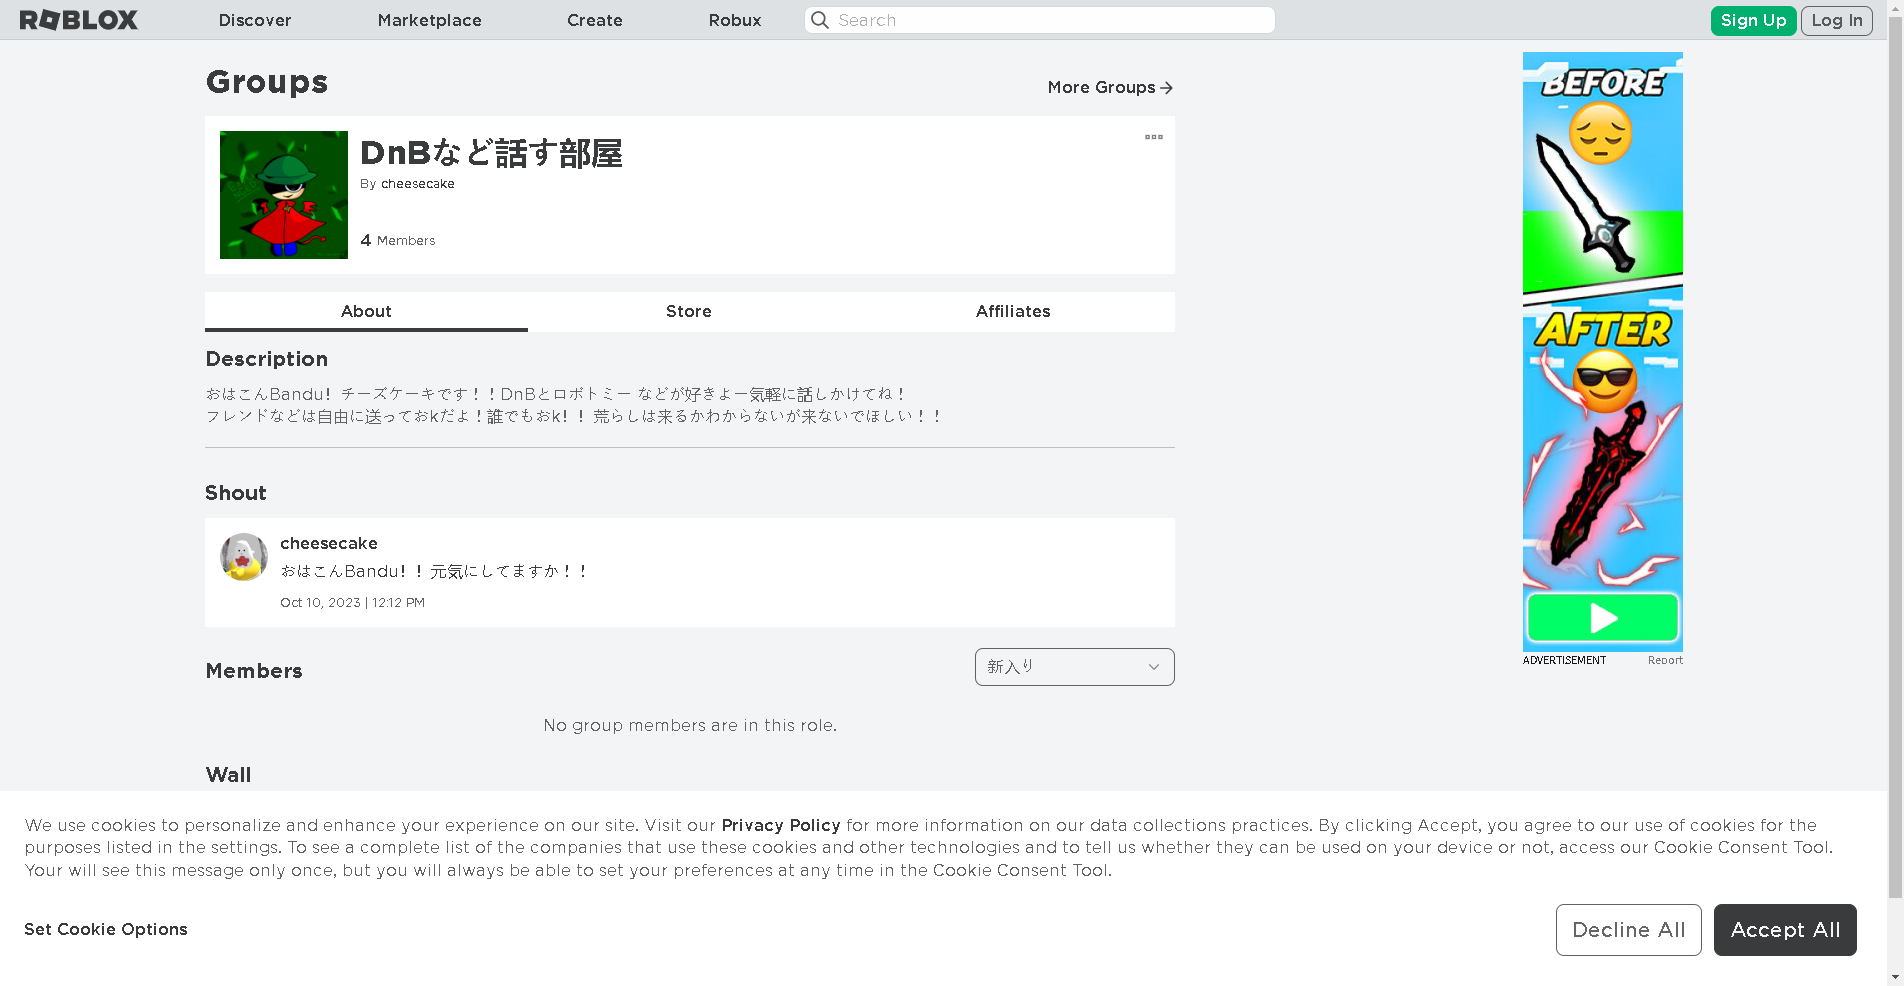 ROBLOX
Discover
Marketplace
Create
Robux
Search
Sign Up
Log In
Groups
More Groups
DnBなど話す部屋
By cheesecake
4 Members
About
Store
Affiliates
Description
おはこんBandu！チーズケーキです！！DnBとロボトミー などが好きよー気軽に話しかけてね！
フレンドなどは自由に送っておkだよ！誰でもおk！！荒らしは来るかわからないが来ないでほしい！！
Shout
cheesecake
おはこんBandu！！元気にしてますか！！
Oct 10, 2023 | 12:12 PM
Members
新入り
No group members are in this role.
Wall
BEFORE
AFTER
ADVERTISEMENT
Report
We use cookies to personalize and enhance your experience on our site. Visit our Privacy Policy for more information on our data collections practices. By clicking Accept, you agree to our use of cookies for the
purposes listed in the settings. To see a complete list of the companies that use these cookies and other technologies and to tell us whether they can be used on your device or not, access our Cookie Consent Tool.
Your will see this message only once, but you will always be able to set your preferences at any time in the Cookie Consent Tool.
Set Cookie Options
Decline All
Accept All